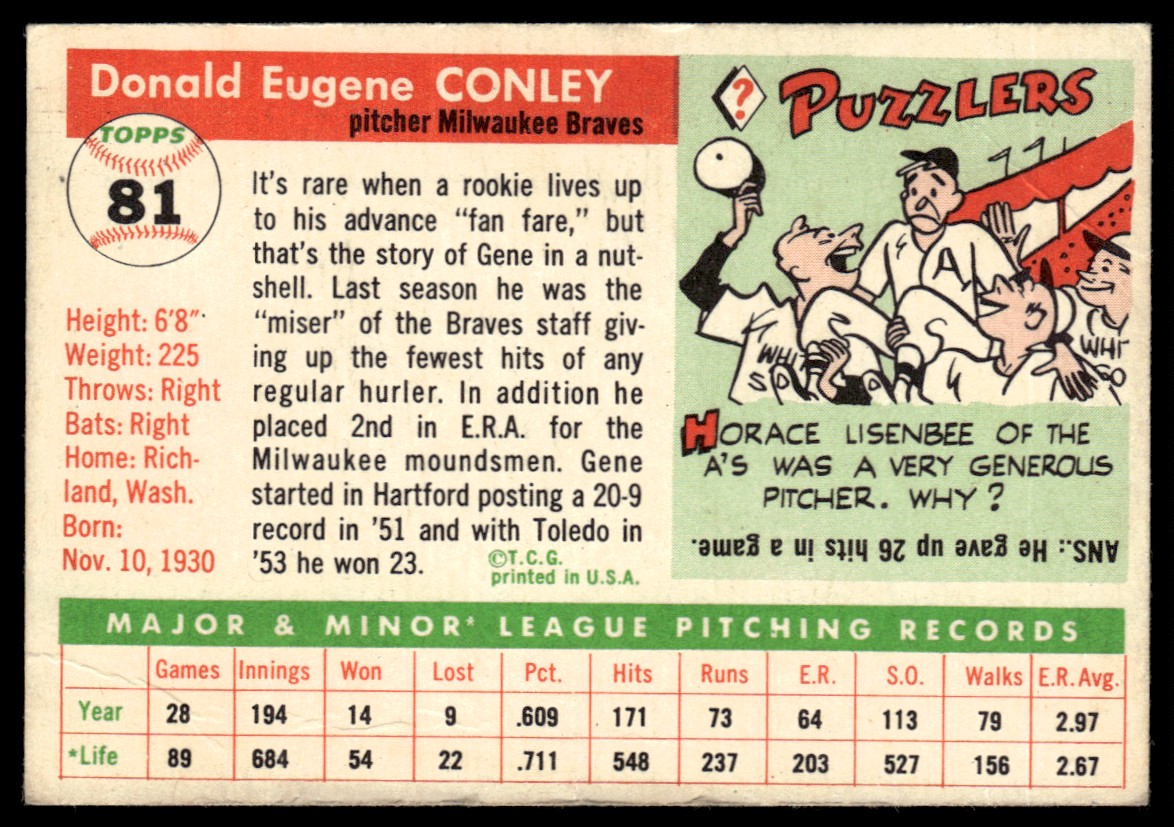 Donald Eugene CONLEY
pitcher Milwaukee Braves
TOPPS
81
Height: 6'8"
Weight: 225
Throws: Right
Bats: Right
Home: Rich-
land, Wash.
Born:
Nov. 10, 1930
It's rare when a rookie lives up
to his advance "fan fare," but
that's the story of Gene in a nut-
shell. Last season he was the
"miser" of the Braves staff giv-
ing up the fewest hits of any
regular hurler. In addition he
placed 2nd in E.R.A. for the
Milwaukee moundsmen. Gene
started in Hartford posting a 20-9
record in '51 and with Toledo in
'53 he won 23.
©T.C.G.
printed in U.S.A.
?
PUZZLERS
A
WHI
WHI
SO
HORACE LISENBEE OF THE
A'S WAS A VERY GENEROUS
PITCHER. WHY?
ANS.: He gave up 26 hits in a game.
MAJOR & MINOR* LEAGUE PITCHING RECORDS
Games Innings Won Lost Pct. Hits Runs E.R. S.O. Walks E.R.Avg.
Year 28 194 14 9 .609 171 73 64 113 79 2.97
*Life 89 684 54 22 .711 548 237 203 527 156 2.67